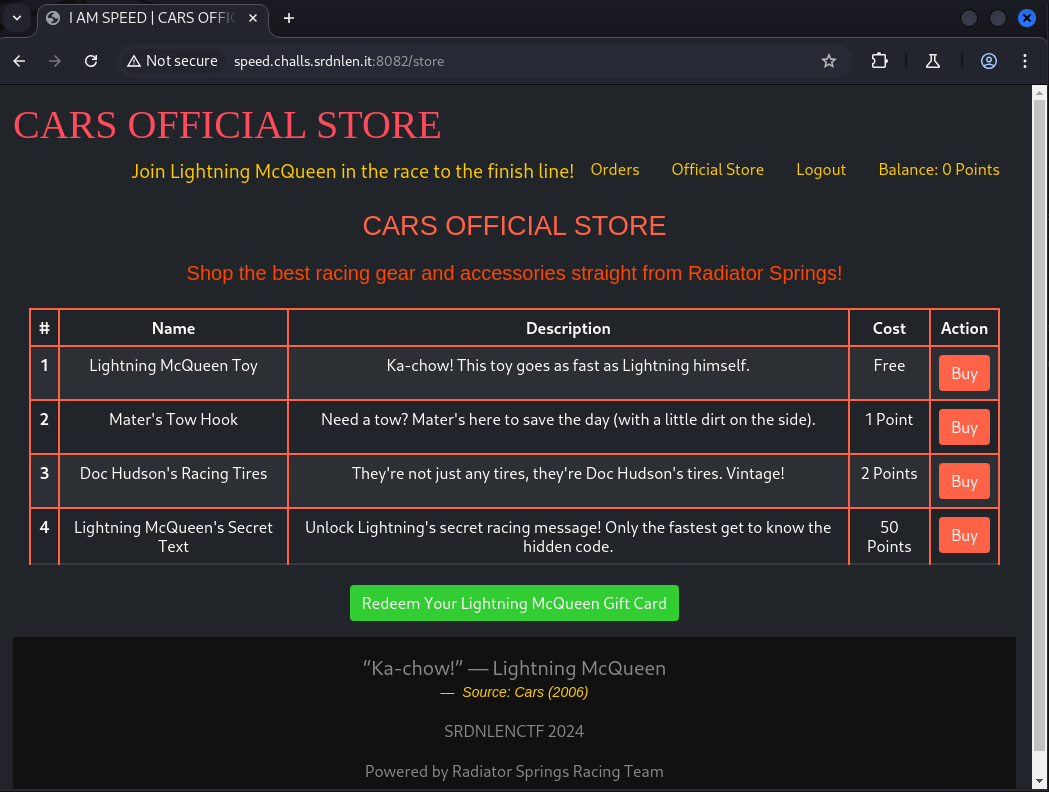 I AM SPEED | CARS OFFIC
Not secure speed.challs.srdnlen.it:8082/store
CARS OFFICIAL STORE
Join Lightning McQueen in the race to the finish line! Orders Official Store Logout Balance: 0 Points
CARS OFFICIAL STORE
Shop the best racing gear and accessories straight from Radiator Springs!
# Name Description Cost Action
1 Lightning McQueen Toy Ka-chow! This toy goes as fast as Lightning himself. Free Buy
2 Mater's Tow Hook Need a tow? Mater's here to save the day (with a little dirt on the side). 1 Point Buy
3 Doc Hudson's Racing Tires They're not just any tires, they're Doc Hudson's tires. Vintage! 2 Points Buy
4 Lightning McQueen's Secret Unlock Lightning's secret racing message! Only the fastest get to know the 50 Buy
Text hidden code. Points
Redeem Your Lightning McQueen Gift Card
“Ka-chow!” — Lightning McQueen
— Source: Cars (2006)
SRDNLENCTF 2024
Powered by Radiator Springs Racing Team